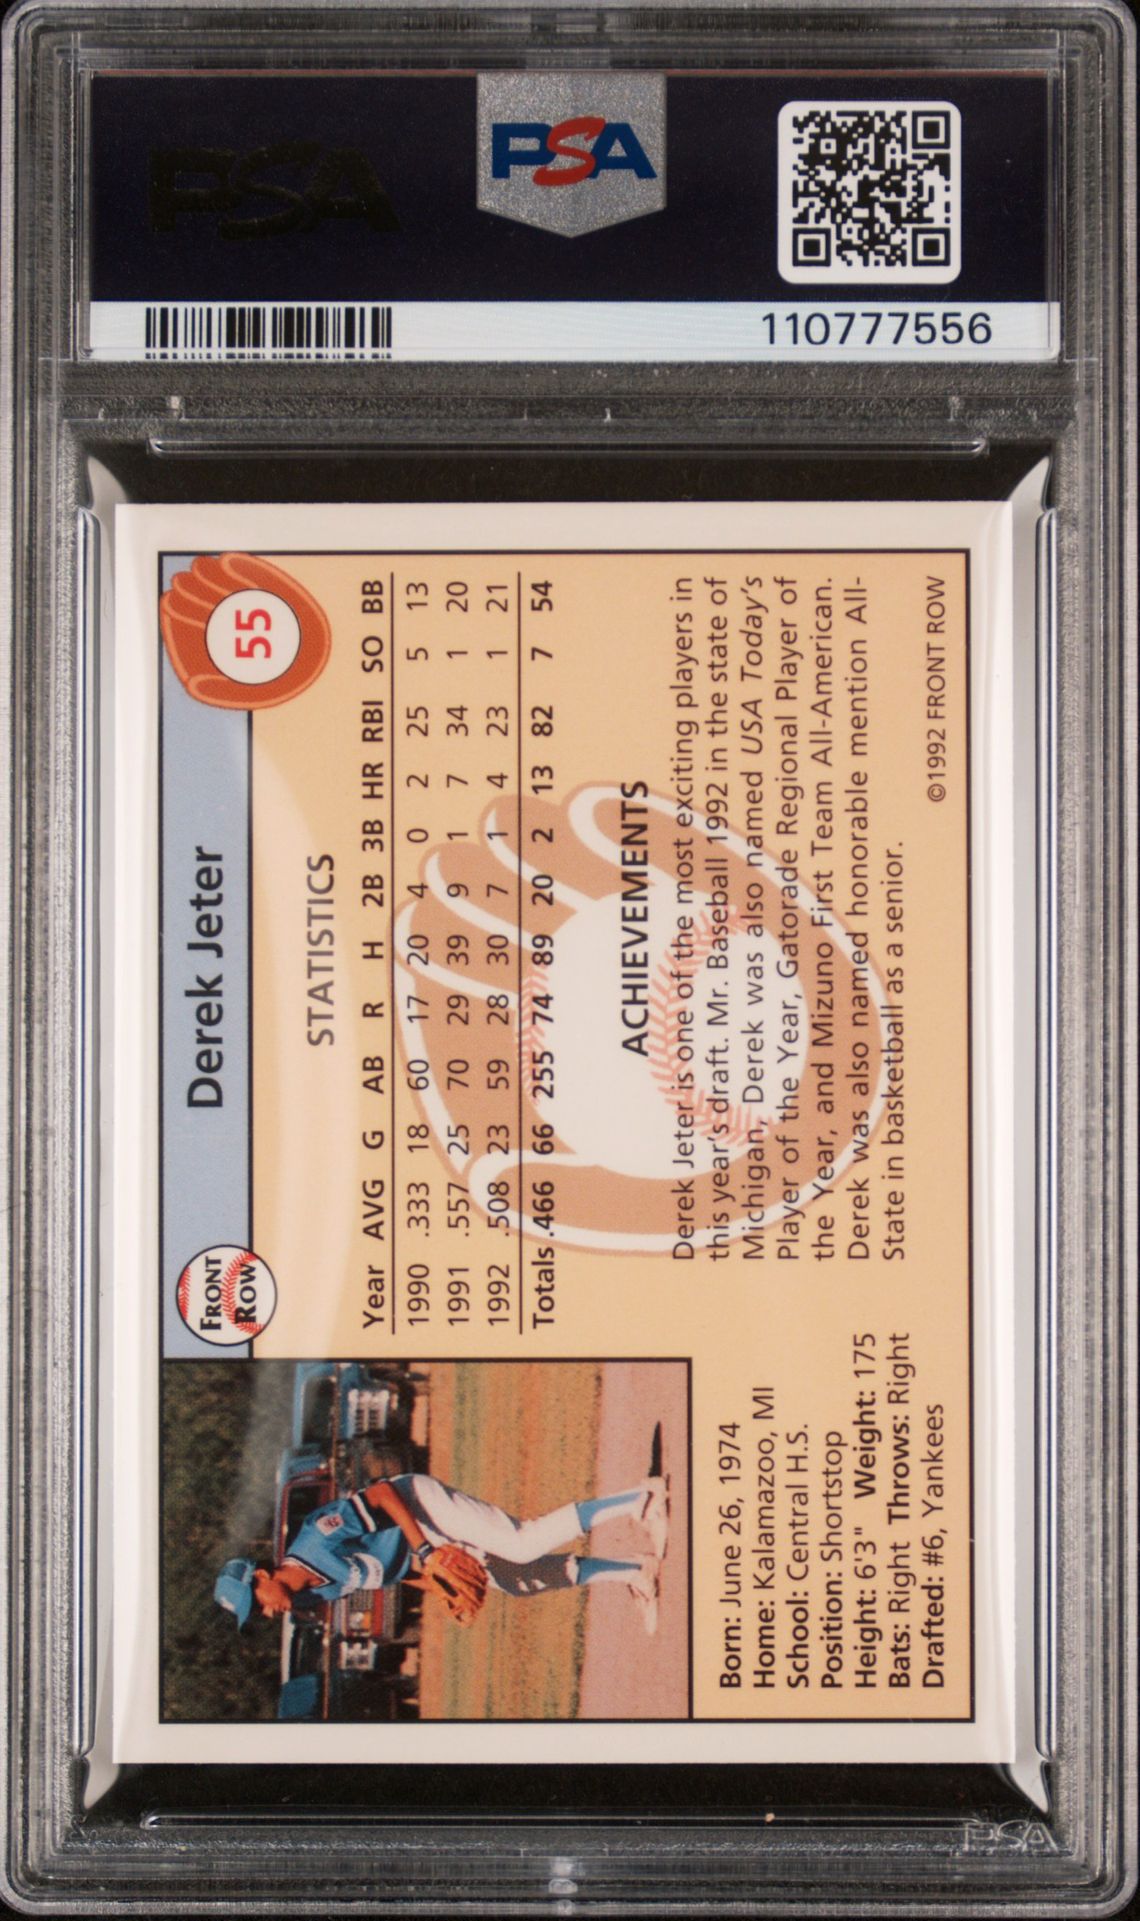 PSA
PSA
110777556
FRONT
ROW
Derek Jeter
55
STATISTICS
Year AVG G AB R H 2B 3B HR RBI SO BB
1990 .333 18 60 17 20 4 0 2 25 5 13
1991 .557 25 70 29 39 9 1 7 34 1 20
1992 .508 23 59 28 30 7 1 4 23 1 21
Totals .466 66 255 74 89 20 2 13 82 7 54
ACHIEVEMENTS
Derek Jeter is one of the most exciting players in
this year's draft. Mr. Baseball 1992 in the state of
Michigan, Derek was also named USA Today's
Player of the Year, Gatorade Regional Player of
the Year, and Mizuno First Team All-American.
Derek was also named honorable mention All-
State in basketball as a senior.
©1992 FRONT ROW
Born: June 26, 1974
Home: Kalamazoo, MI
School: Central H.S.
Position: Shortstop
Height: 6'3" Weight: 175
Bats: Right Throws: Right
Drafted: #6, Yankees
PSA